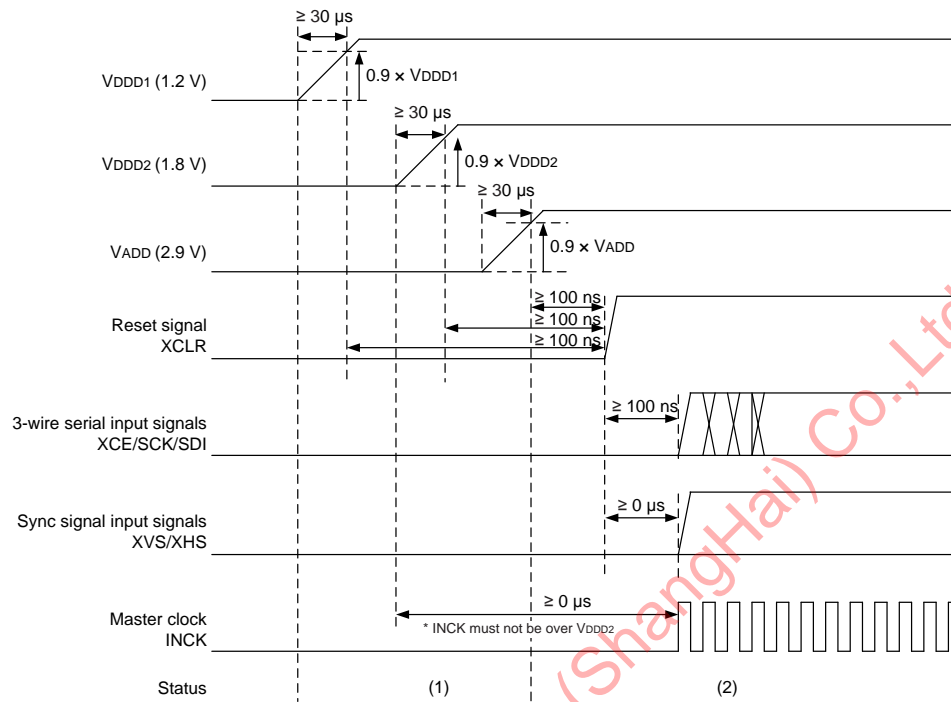 ≥ 30 µs
VDDD1 (1.2 V)
0.9 × VDDD1
≥ 30 µs
VDDD2 (1.8 V)
0.9 × VDDD2
≥ 30 µs
VADD (2.9 V)
0.9 × VADD
≥ 100 ns
≥ 100 ns
≥ 100 ns
Reset signal
XCLR
≥ 100 ns
3-wire serial input signals
XCE/SCK/SDI
≥ 0 µs
Sync signal input signals
XVS/XHS
≥ 0 µs
* INCK must not be over VDDD2
Master clock
INCK
Status
(1)
(2)
(ShangHai) Co.,Ltd